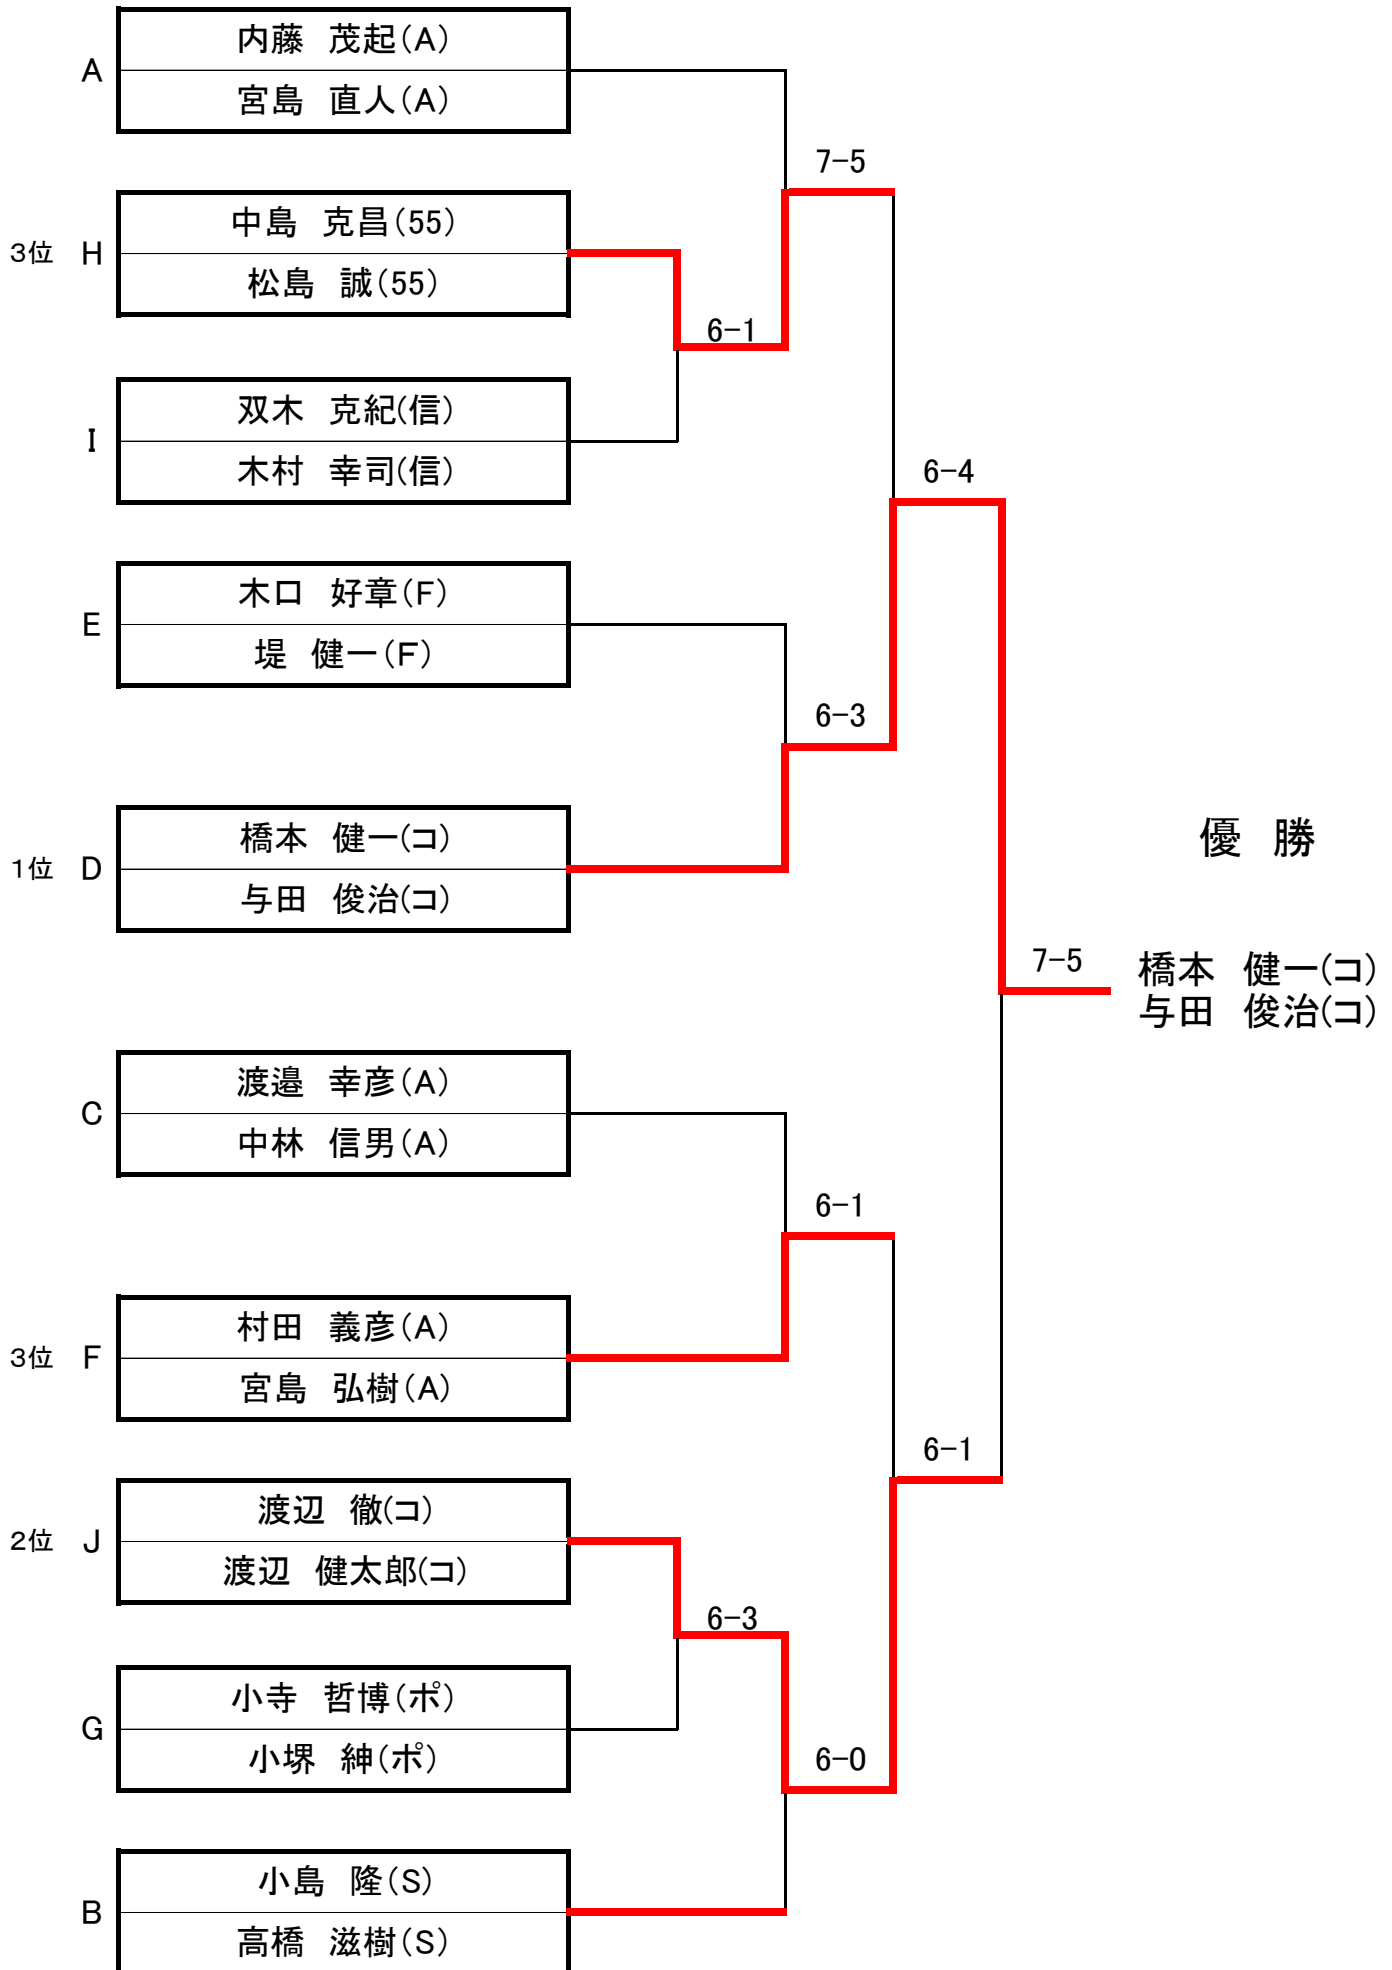 内藤　茂起(A)
A
宮島　直人(A)
7-5
中島　克昌(55)
3位 H
松島　誠(55)
6-1
双木　克紀(信)
I
木村　幸司(信)
6-4
木口　好章(F)
E
堤　健一(F)
6-3
橋本　健一(コ)
1位 D
与田　俊治(コ)
優　勝
7-5
橋本　健一(コ)
与田　俊治(コ)
渡邉　幸彦(A)
C
中林　信男(A)
6-1
村田　義彦(A)
3位 F
宮島　弘樹(A)
6-1
渡辺　徹(コ)
2位 J
渡辺　健太郎(コ)
6-3
小寺　哲博(ポ)
G
小堺　紳(ポ)
6-0
小島　隆(S)
B
高橋　滋樹(S)